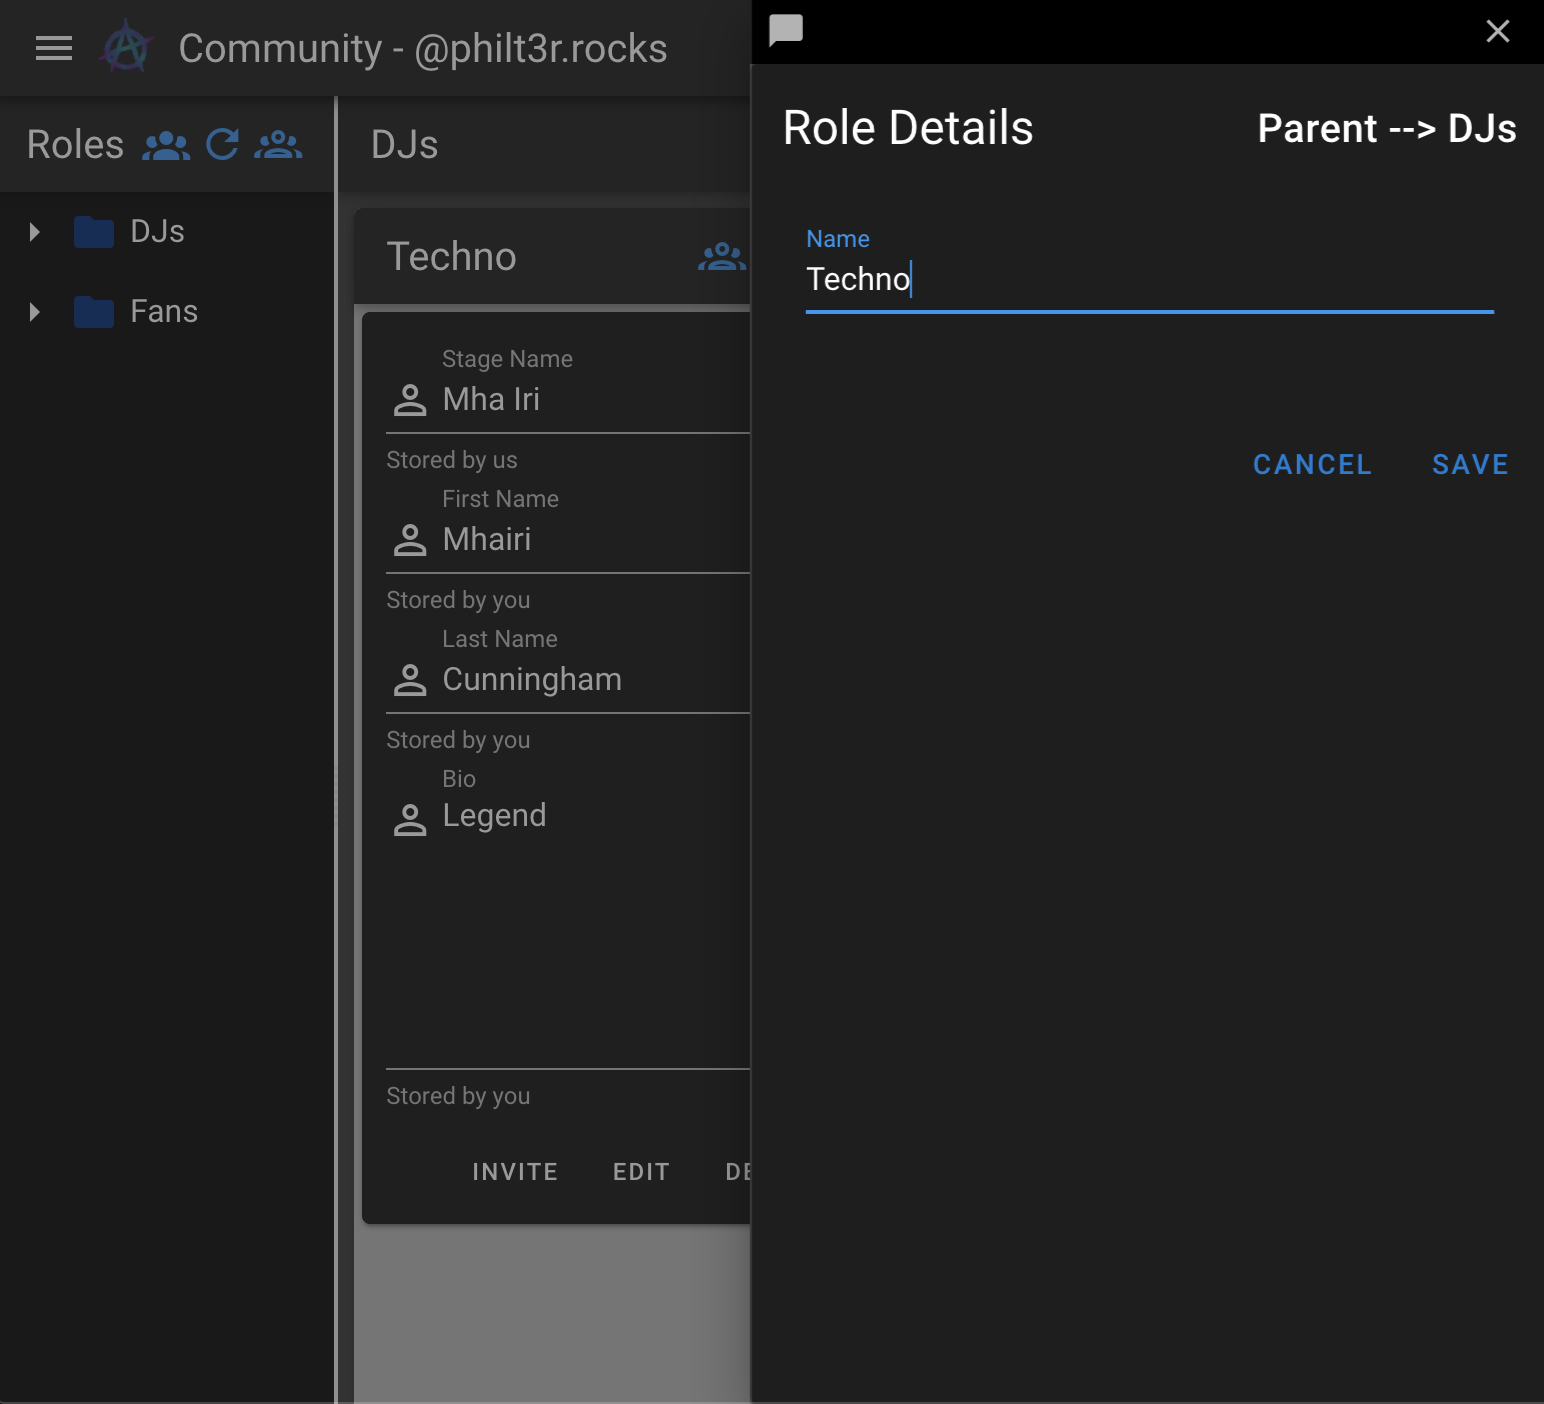 Community - @philt3r.rocks
Roles
DJs
Fans
DJs
Techno
Stage Name
Mha Iri
Stored by us
First Name
Mhairi
Stored by you
Last Name
Cunningham
Stored by you
Bio
Legend
Stored by you
INVITE EDIT DE
Role Details Parent --> DJs
Name
Techno
CANCEL SAVE